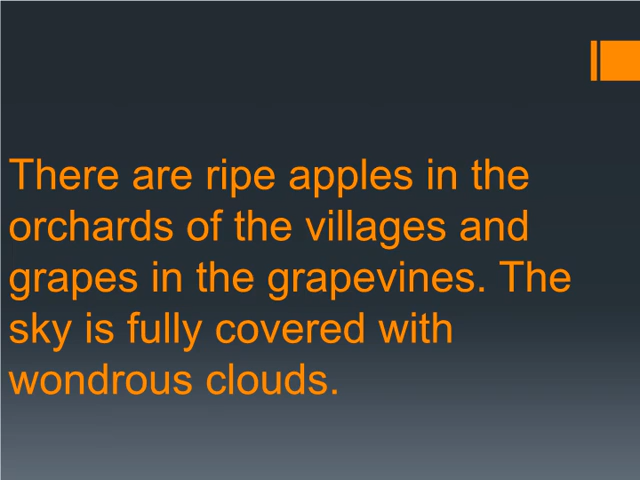 There are ripe apples in the
orchards of the villages and
grapes in the grapevines. The
sky is fully covered with
wondrous clouds.